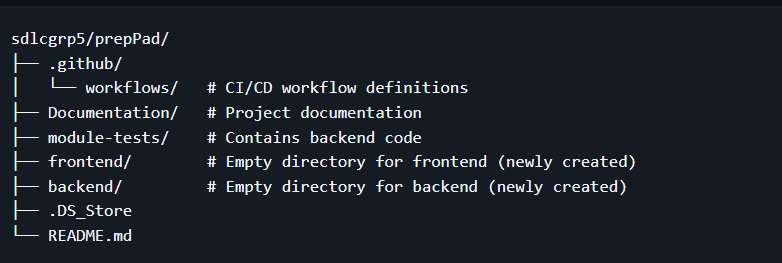 sdlcgrp5/prepPad/
├── .github/
│   └── workflows/   # CI/CD workflow definitions
├── Documentation/   # Project documentation
├── module-tests/    # Contains backend code
├── frontend/        # Empty directory for frontend (newly created)
├── backend/         # Empty directory for backend (newly created)
├── .DS_Store
└── README.md